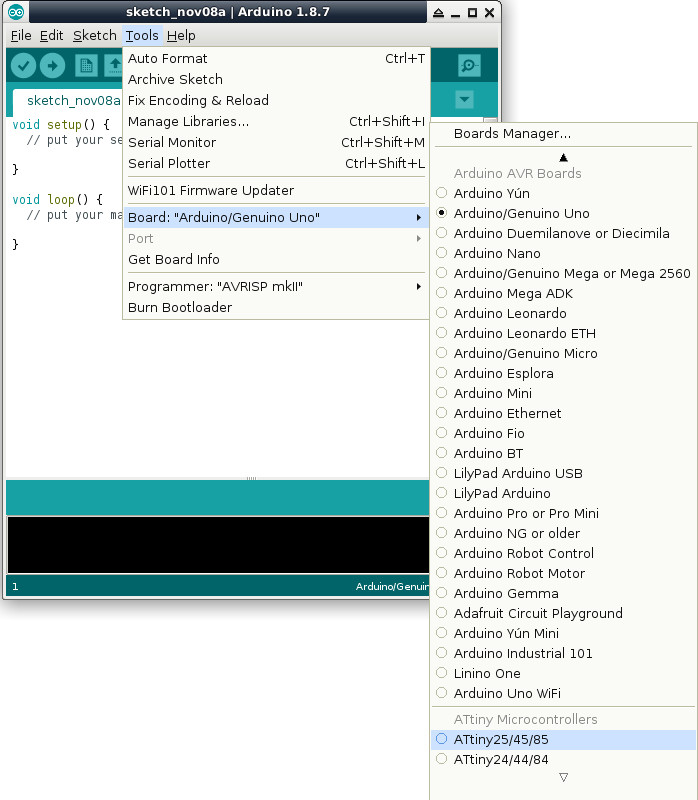 sketch_nov08a | Arduino 1.8.7
File Edit Sketch Tools Help
sketch_nov08a
void setup() {
// put your se
}
void loop() {
// put your ma
}
Auto Format Ctrl+T
Archive Sketch
Fix Encoding & Reload
Manage Libraries... Ctrl+Shift+I
Serial Monitor Ctrl+Shift+M
Serial Plotter Ctrl+Shift+L
WiFi101 Firmware Updater
Board: "Arduino/Genuino Uno"
Port
Get Board Info
Programmer: "AVRISP mkII"
Burn Bootloader
Boards Manager...
Arduino AVR Boards
Arduino Yún
Arduino/Genuino Uno
Arduino Duemilanove or Diecimila
Arduino Nano
Arduino/Genuino Mega or Mega 2560
Arduino Mega ADK
Arduino Leonardo
Arduino Leonardo ETH
Arduino/Genuino Micro
Arduino Esplora
Arduino Mini
Arduino Ethernet
Arduino Fio
Arduino BT
LilyPad Arduino USB
LilyPad Arduino
Arduino Pro or Pro Mini
Arduino NG or older
Arduino Robot Control
Arduino Robot Motor
Arduino Gemma
Adafruit Circuit Playground
Arduino Yún Mini
Arduino Industrial 101
Linino One
Arduino Uno WiFi
ATtiny Microcontrollers
ATtiny25/45/85
ATtiny24/44/84
1 Arduino/Genuin